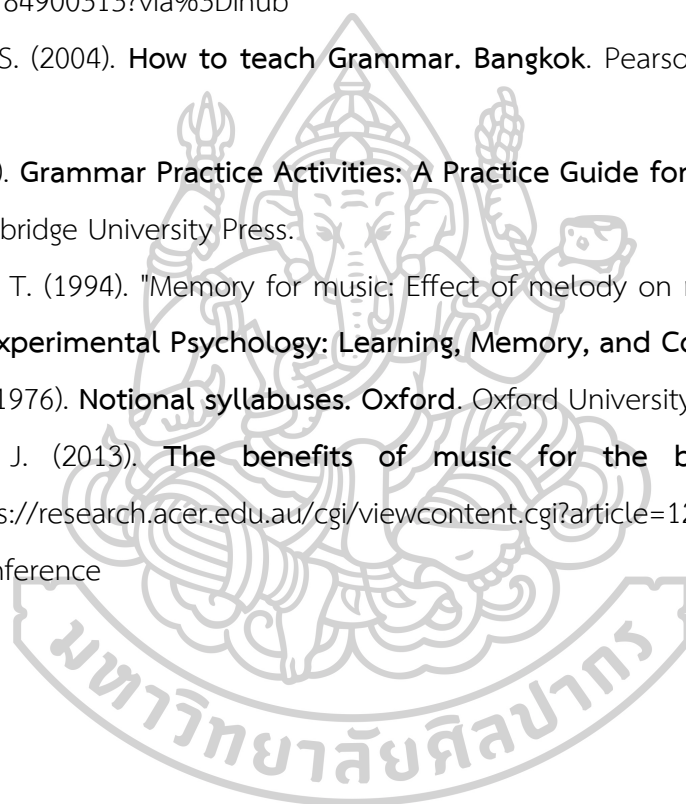 784900313?via%3Dihub
S. (2004). How to teach Grammar. Bangkok. Pearso
). Grammar Practice Activities: A Practice Guide for
bridge University Press.
T. (1994). "Memory for music: Effect of melody on
xperimental Psychology: Learning, Memory, and Co
1976). Notional syllabuses. Oxford. Oxford University
J. (2013). The benefits of music for the b
s://research.acer.edu.au/cgi/viewcontent.cgi?article=12
nference
มหาวิทยาลัยศิลปากร